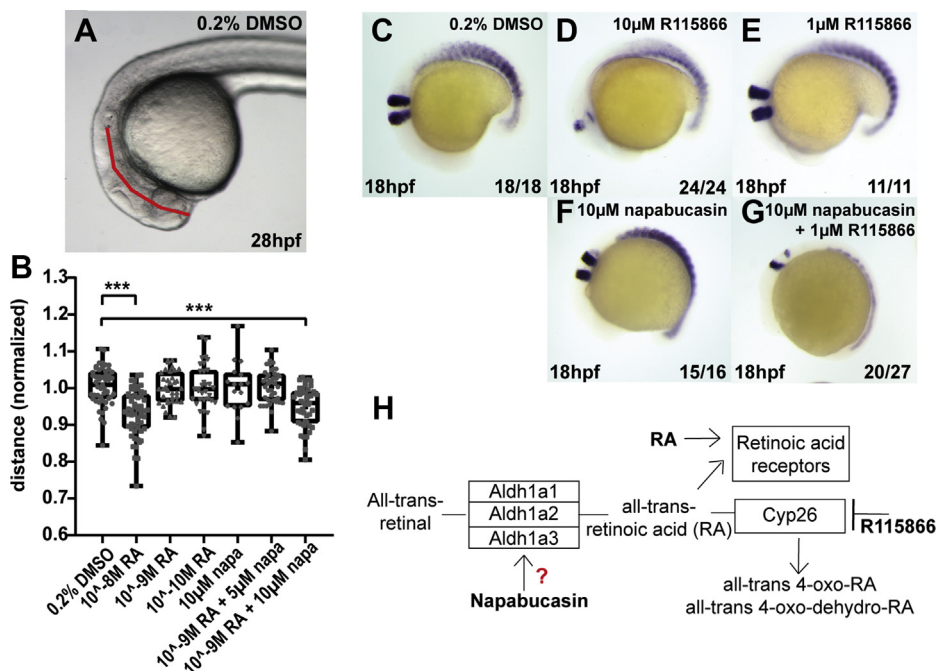 A
0.2% DMSO
28hpf
B
distance (normalized)
1.3
1.2
1.1
1.0
0.9
0.8
0.7
0.6
***
***
0.2% DMSO
10^-8M RA
10^-9M RA
10^-10M RA
10µM napa
10^-9M RA + 5µM napa
10^-9M RA + 10µM napa
C
0.2% DMSO
18hpf
18/18
D
10µM R115866
18hpf
24/24
E
1µM R115866
18hpf
11/11
F
10µM napabucasin
18hpf
15/16
G
10µM napabucasin
+ 1µM R115866
18hpf
20/27
H
RA
Retinoic acid
receptors
All-trans-
retinal
Aldh1a1
Aldh1a2
Aldh1a3
all-trans-
retinoic acid (RA)
Cyp26
R115866
?
Napabucasin
all-trans 4-oxo-RA
all-trans 4-oxo-dehydro-RA